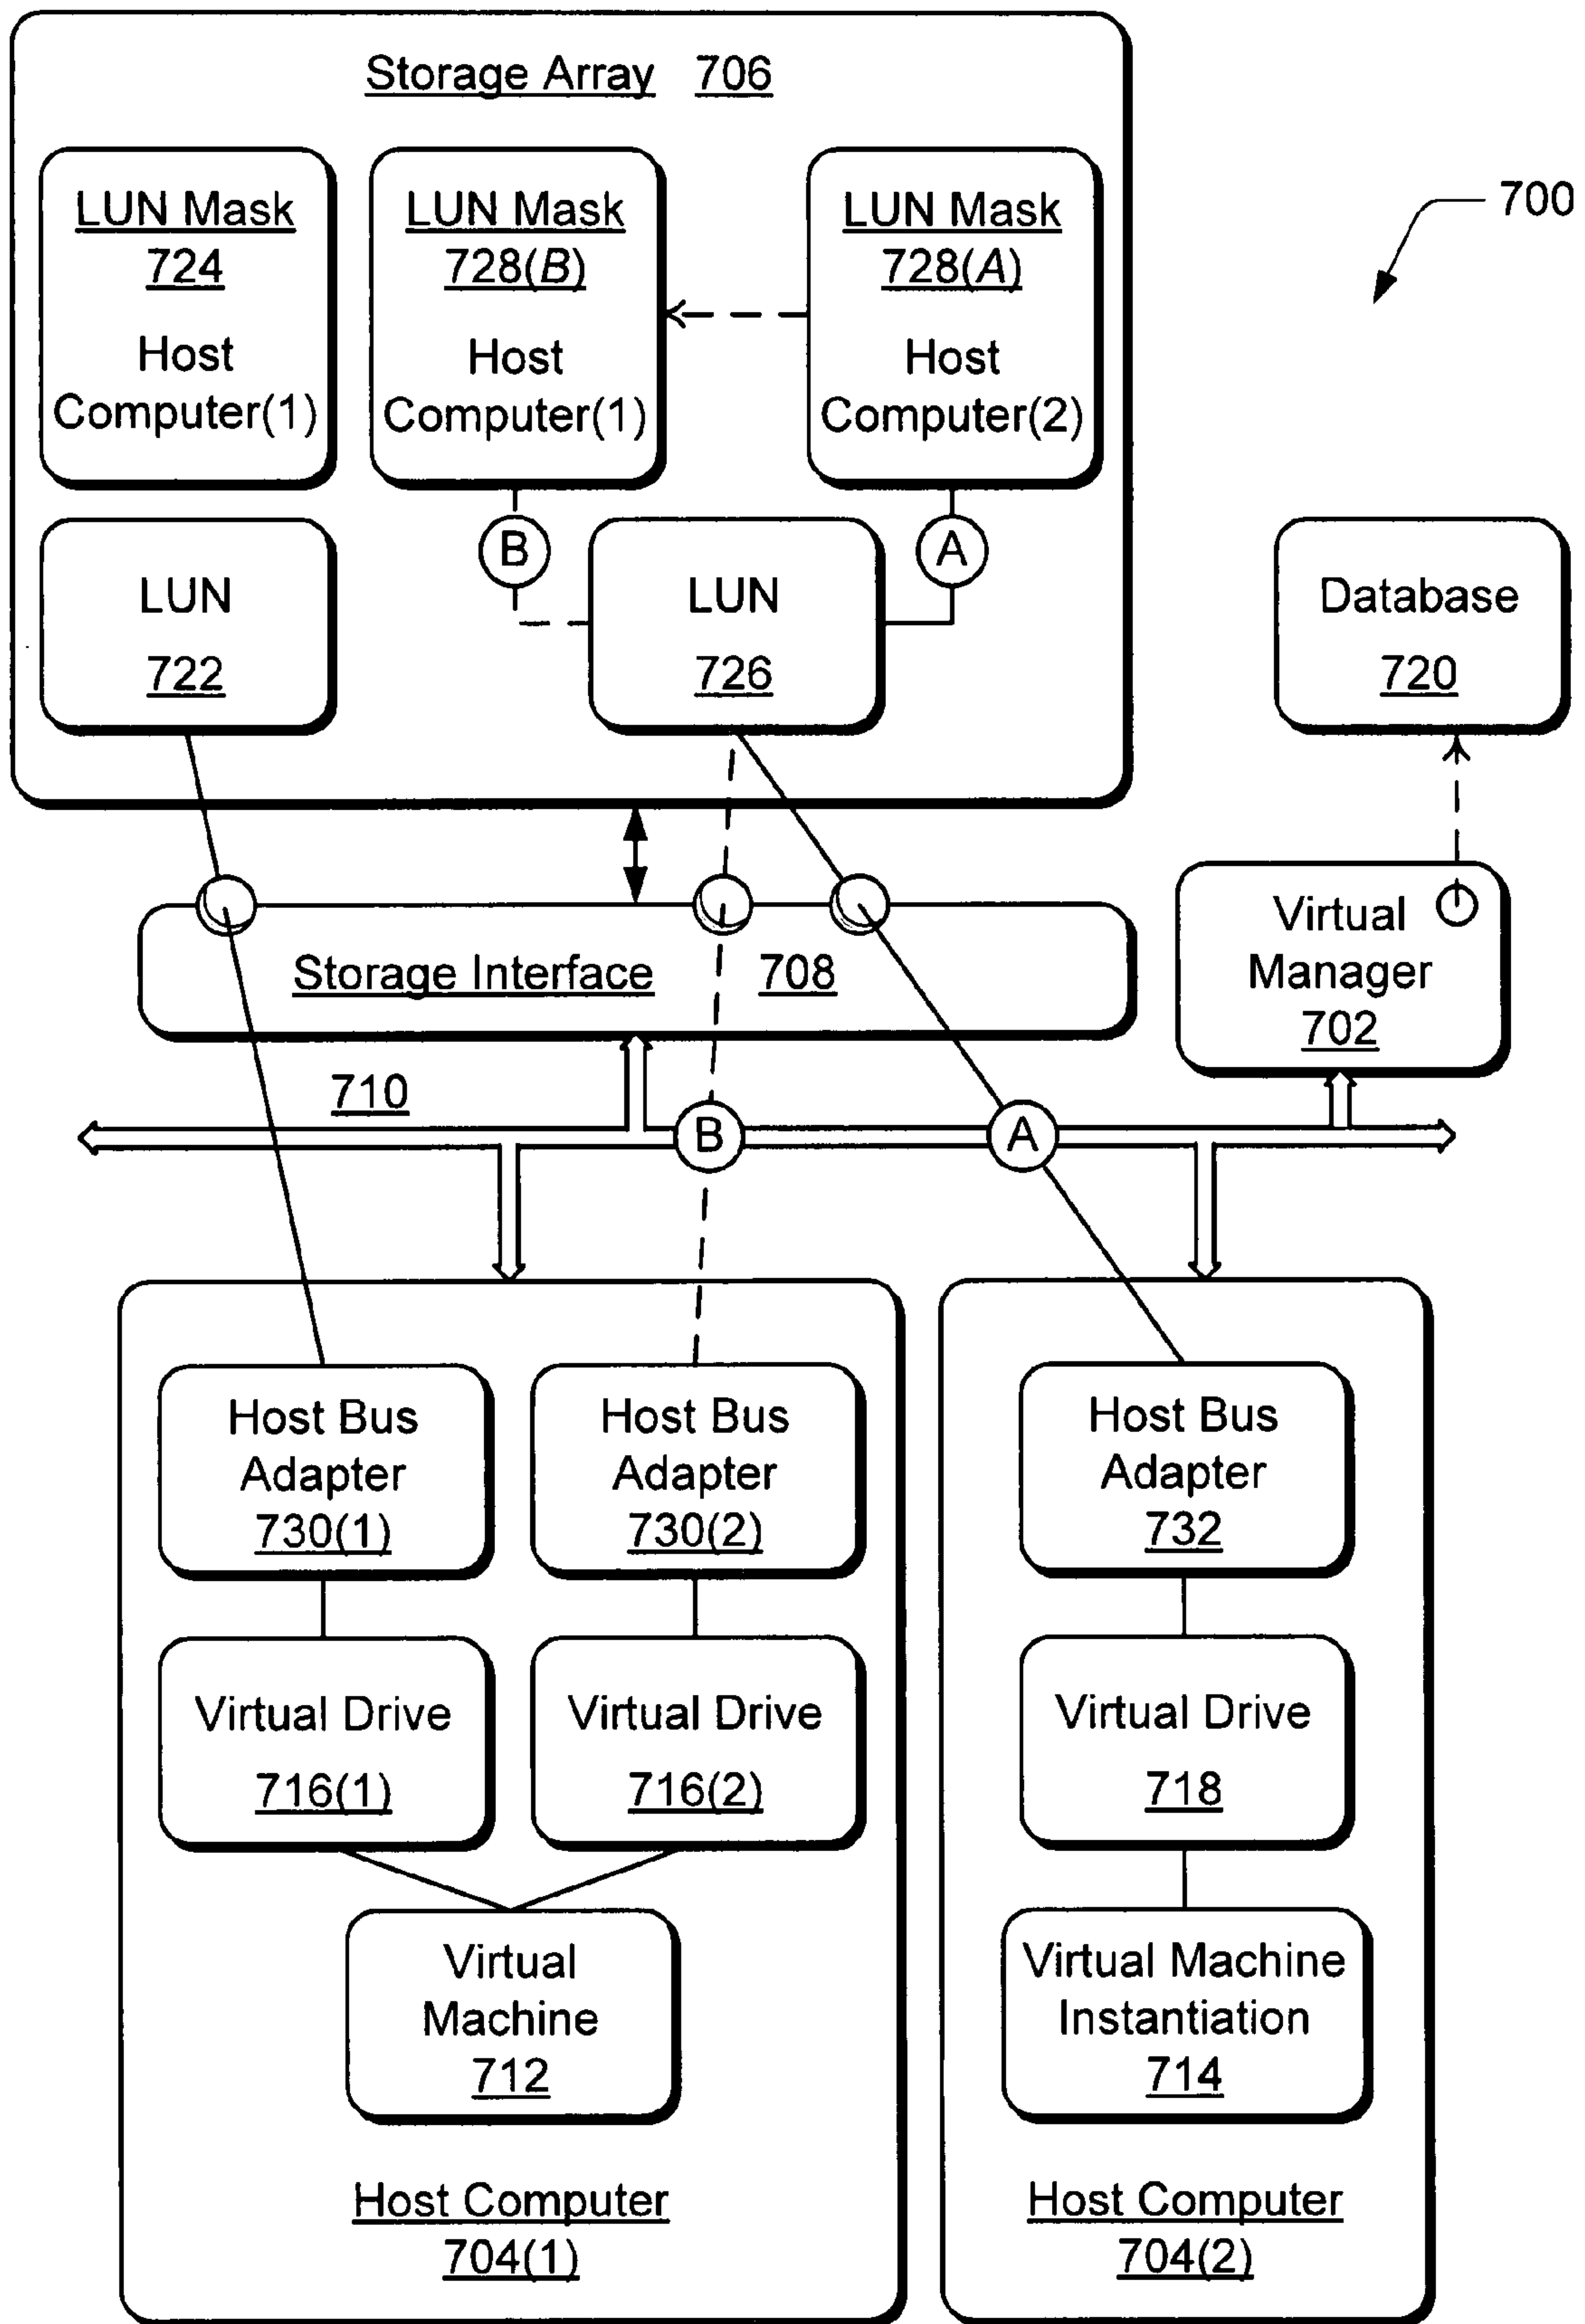 Storage Array 706
LUN Mask
724
Host
Computer(1)
LUN Mask
728(B)
Host
Computer(1)
LUN Mask
728(A)
Host
Computer(2)
700
B
A
LUN
722
LUN
726
Database
720
Storage Interface 708
Virtual
Manager
702
710
B
A
Host Bus
Adapter
730(1)
Host Bus
Adapter
730(2)
Host Bus
Adapter
732
Virtual Drive
716(1)
Virtual Drive
716(2)
Virtual Drive
718
Virtual
Machine
712
Virtual Machine
Instantiation
714
Host Computer
704(1)
Host Computer
704(2)